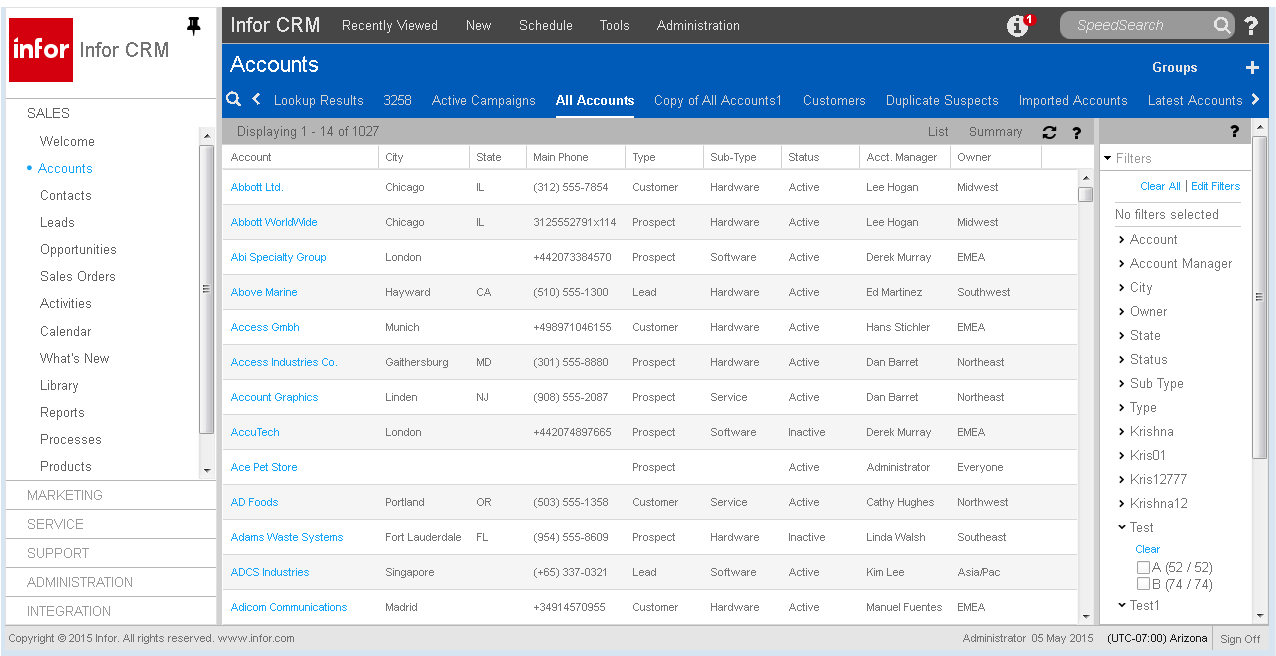 infor Infor CRM
SALES
Welcome
Accounts
Contacts
Leads
Opportunities
Sales Orders
Activities
Calendar
What's New
Library
Reports
Processes
Products
MARKETING
SERVICE
SUPPORT
ADMINISTRATION
INTEGRATION
Infor CRM Recently Viewed New Schedule Tools Administration 1 SpeedSearch ?
Accounts Groups +
Lookup Results 3258 Active Campaigns All Accounts Copy of All Accounts1 Customers Duplicate Suspects Imported Accounts Latest Accounts
Displaying 1 - 14 of 1027 List Summary ?
Account City State Main Phone Type Sub-Type Status Acct. Manager Owner
Abbott Ltd. Chicago IL (312) 555-7854 Customer Hardware Active Lee Hogan Midwest
Abbott WorldWide Chicago IL 3125552791x114 Prospect Hardware Active Lee Hogan Midwest
Abi Specialty Group London +442073384570 Prospect Software Active Derek Murray EMEA
Above Marine Hayward CA (510) 555-1300 Lead Hardware Active Ed Martinez Southwest
Access Gmbh Munich +498971046155 Customer Hardware Active Hans Stichler EMEA
Access Industries Co. Gaithersburg MD (301) 555-8880 Prospect Hardware Active Dan Barret Northeast
Account Graphics Linden NJ (908) 555-2087 Prospect Service Active Dan Barret Northeast
AccuTech London +442074897665 Prospect Software Inactive Derek Murray EMEA
Ace Pet Store Prospect Active Administrator Everyone
AD Foods Portland OR (503) 555-1358 Customer Service Active Cathy Hughes Northwest
Adams Waste Systems Fort Lauderdale FL (954) 555-8609 Prospect Hardware Inactive Linda Walsh Southeast
ADCS Industries Singapore (+65) 337-0321 Lead Software Active Kim Lee Asia/Pac
Adicom Communications Madrid +34914570955 Customer Hardware Active Manuel Fuentes EMEA
?
Filters
Clear All | Edit Filters
No filters selected
Account
Account Manager
City
Owner
State
Status
Sub Type
Type
Krishna
Kris01
Kris12777
Krishna12
Test
Clear
A (52 / 52)
B (74 / 74)
Test1
Copyright © 2015 Infor. All rights reserved. www.infor.com Administrator 05 May 2015 (UTC-07:00) Arizona Sign Off